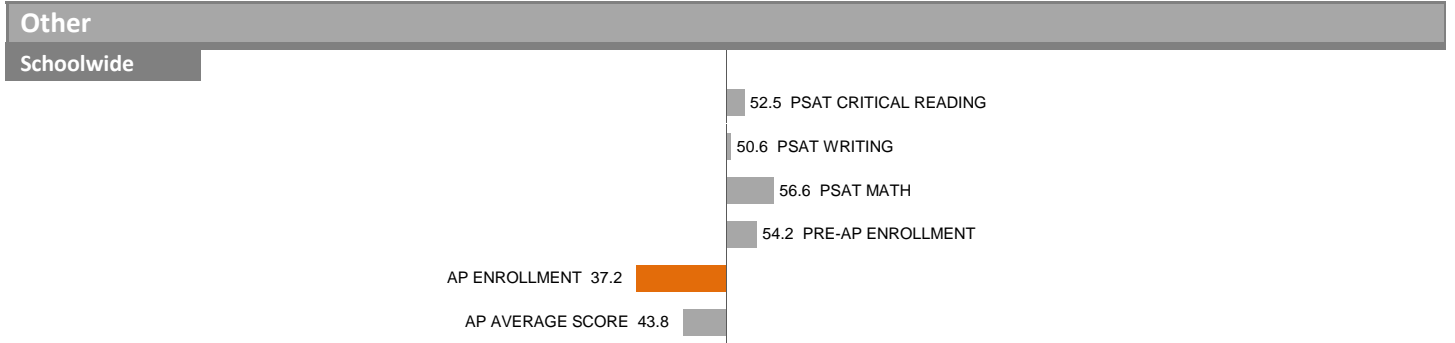 Other
Schoolwide
52.5 PSAT CRITICAL READING
50.6 PSAT WRITING
56.6 PSAT MATH
54.2 PRE-AP ENROLLMENT
AP ENROLLMENT 37.2
AP AVERAGE SCORE 43.8